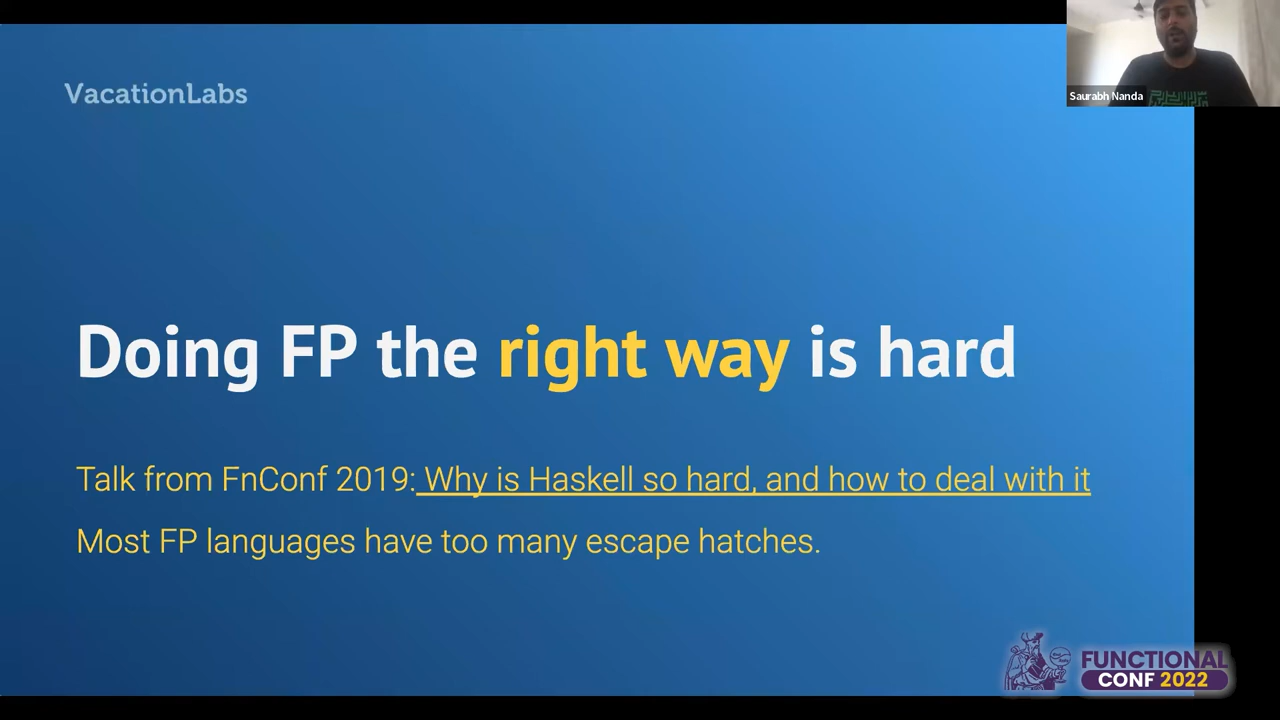 VacationLabs
Saurabh Nanda
Doing FP the right way is hard
Talk from FnConf 2019: Why is Haskell so hard, and how to deal with it
Most FP languages have too many escape hatches.
FUNCTIONAL
CONF 2022